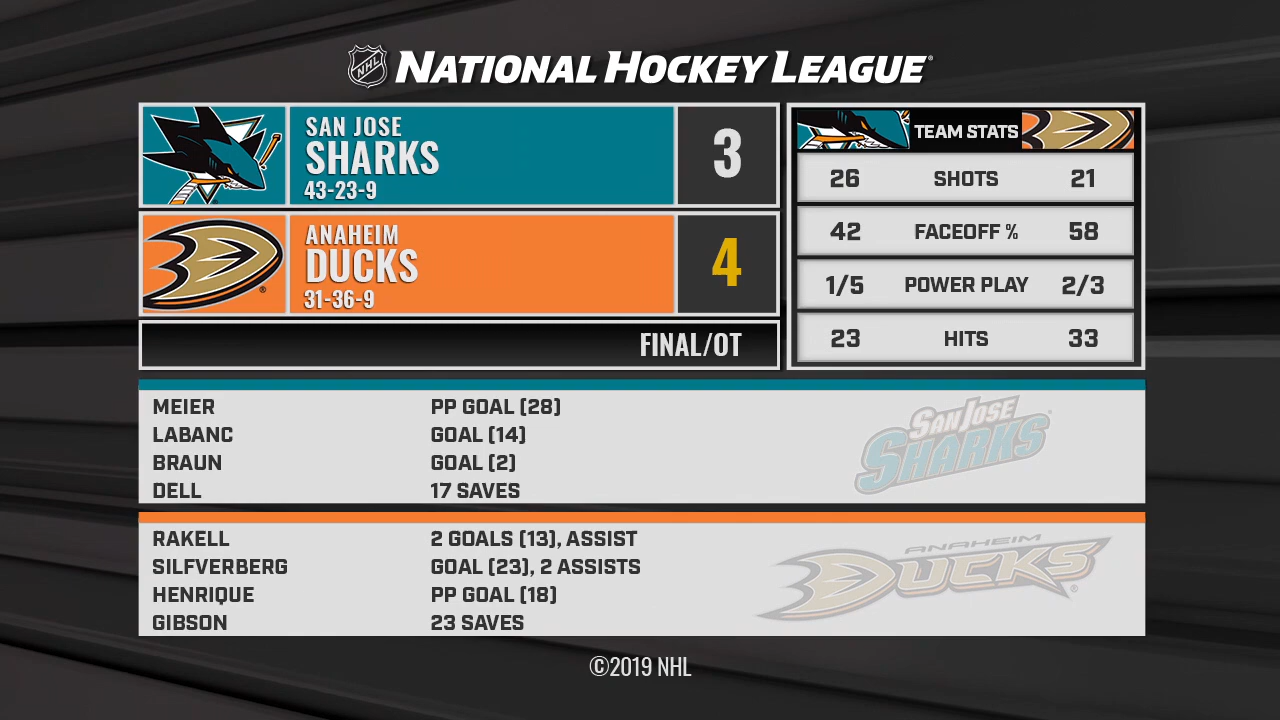 NHL NATIONAL HOCKEY LEAGUE®
SAN JOSE
SHARKS
43-23-9
3
ANAHEIM
DUCKS
31-36-9
4
FINAL/OT
TEAM STATS
26 SHOTS 21
42 FACEOFF % 58
1/5 POWER PLAY 2/3
23 HITS 33
MEIER PP GOAL (28)
LABANC GOAL (14)
BRAUN GOAL (2)
DELL 17 SAVES
SAN JOSE
SHARKS
RAKELL 2 GOALS (13), ASSIST
SILFVERBERG GOAL (23), 2 ASSISTS
HENRIQUE PP GOAL (18)
GIBSON 23 SAVES
ANAHEIM
DUCKS®
©2019 NHL